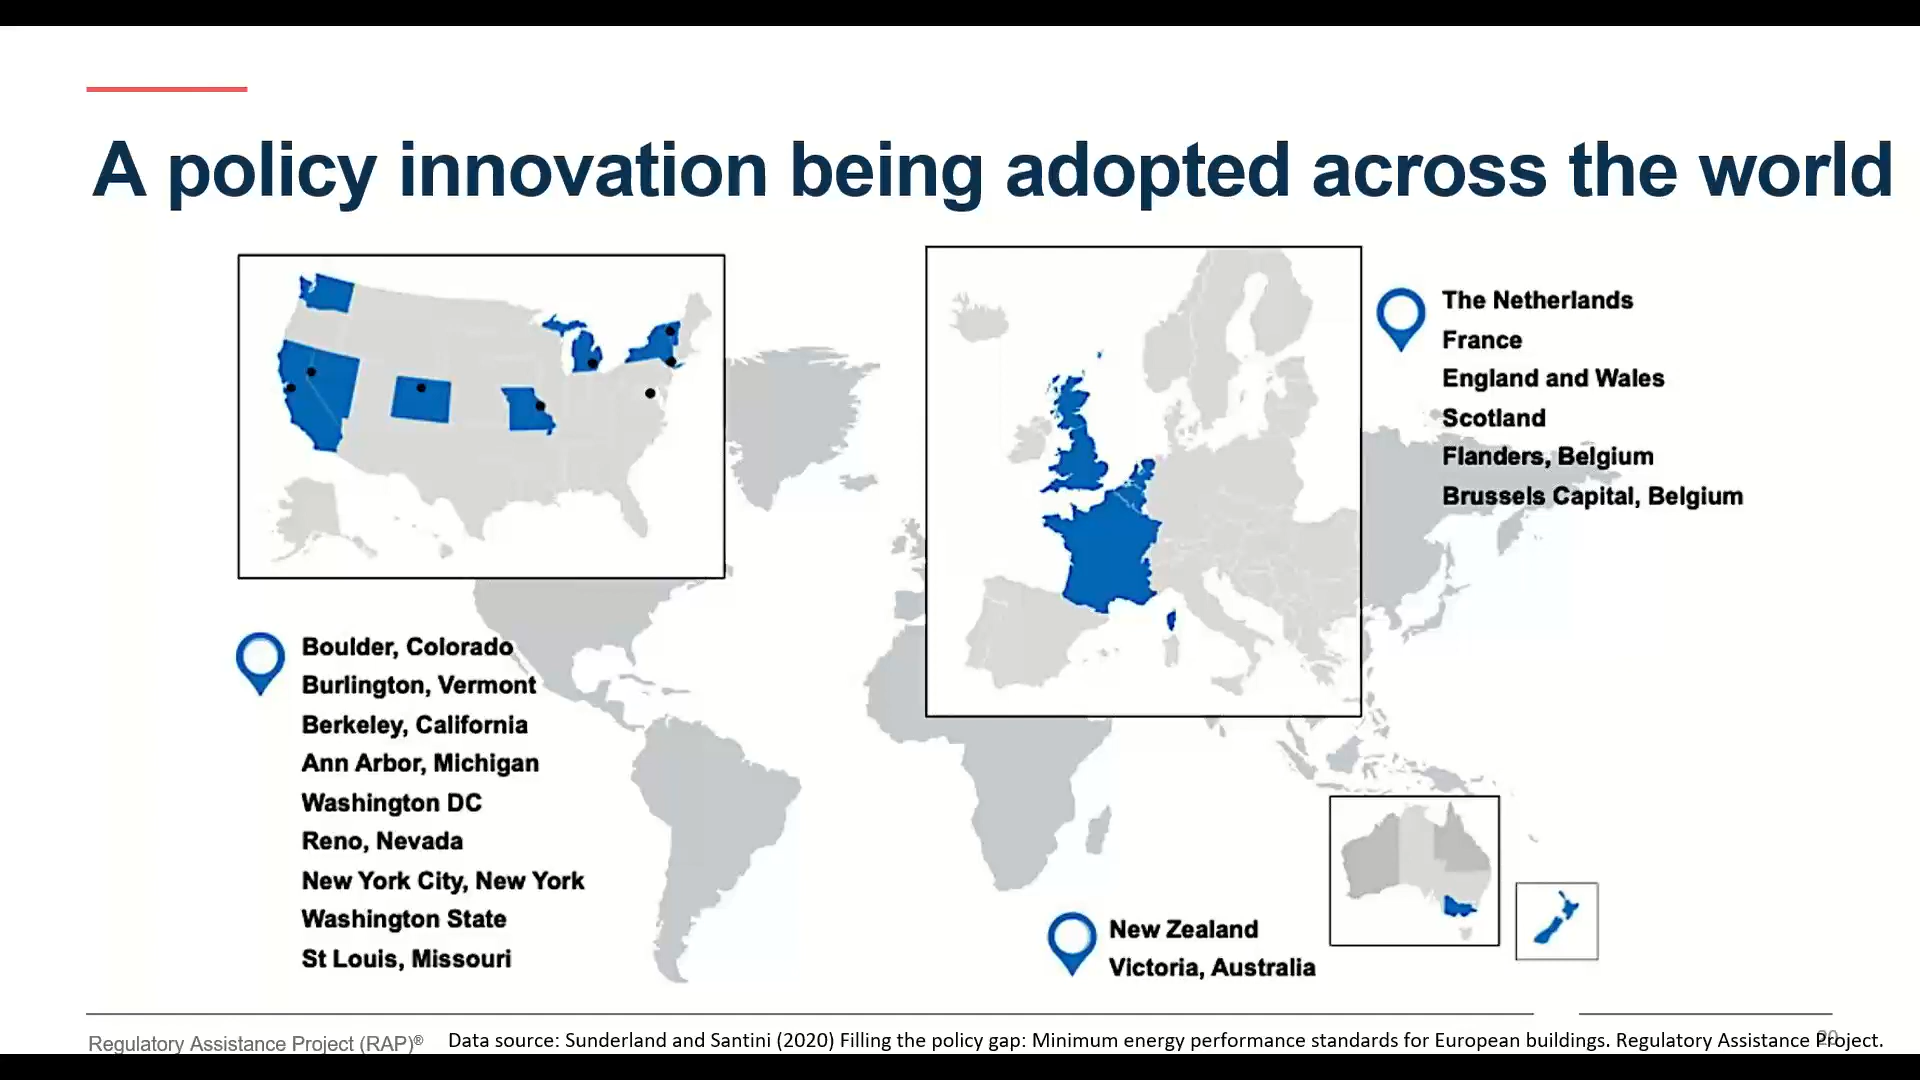 A policy innovation being adopted across the world
The Netherlands
France
England and Wales
Scotland
Flanders, Belgium
Brussels Capital, Belgium
Boulder, Colorado
Burlington, Vermont
Berkeley, California
Ann Arbor, Michigan
Washington DC
Reno, Nevada
New York City, New York
Washington State
St Louis, Missouri
New Zealand
Victoria, Australia
Regulatory Assistance Project (RAP)®
Data source: Sunderland and Santini (2020) Filling the policy gap: Minimum energy performance standards for European buildings. Regulatory Assistance Project.